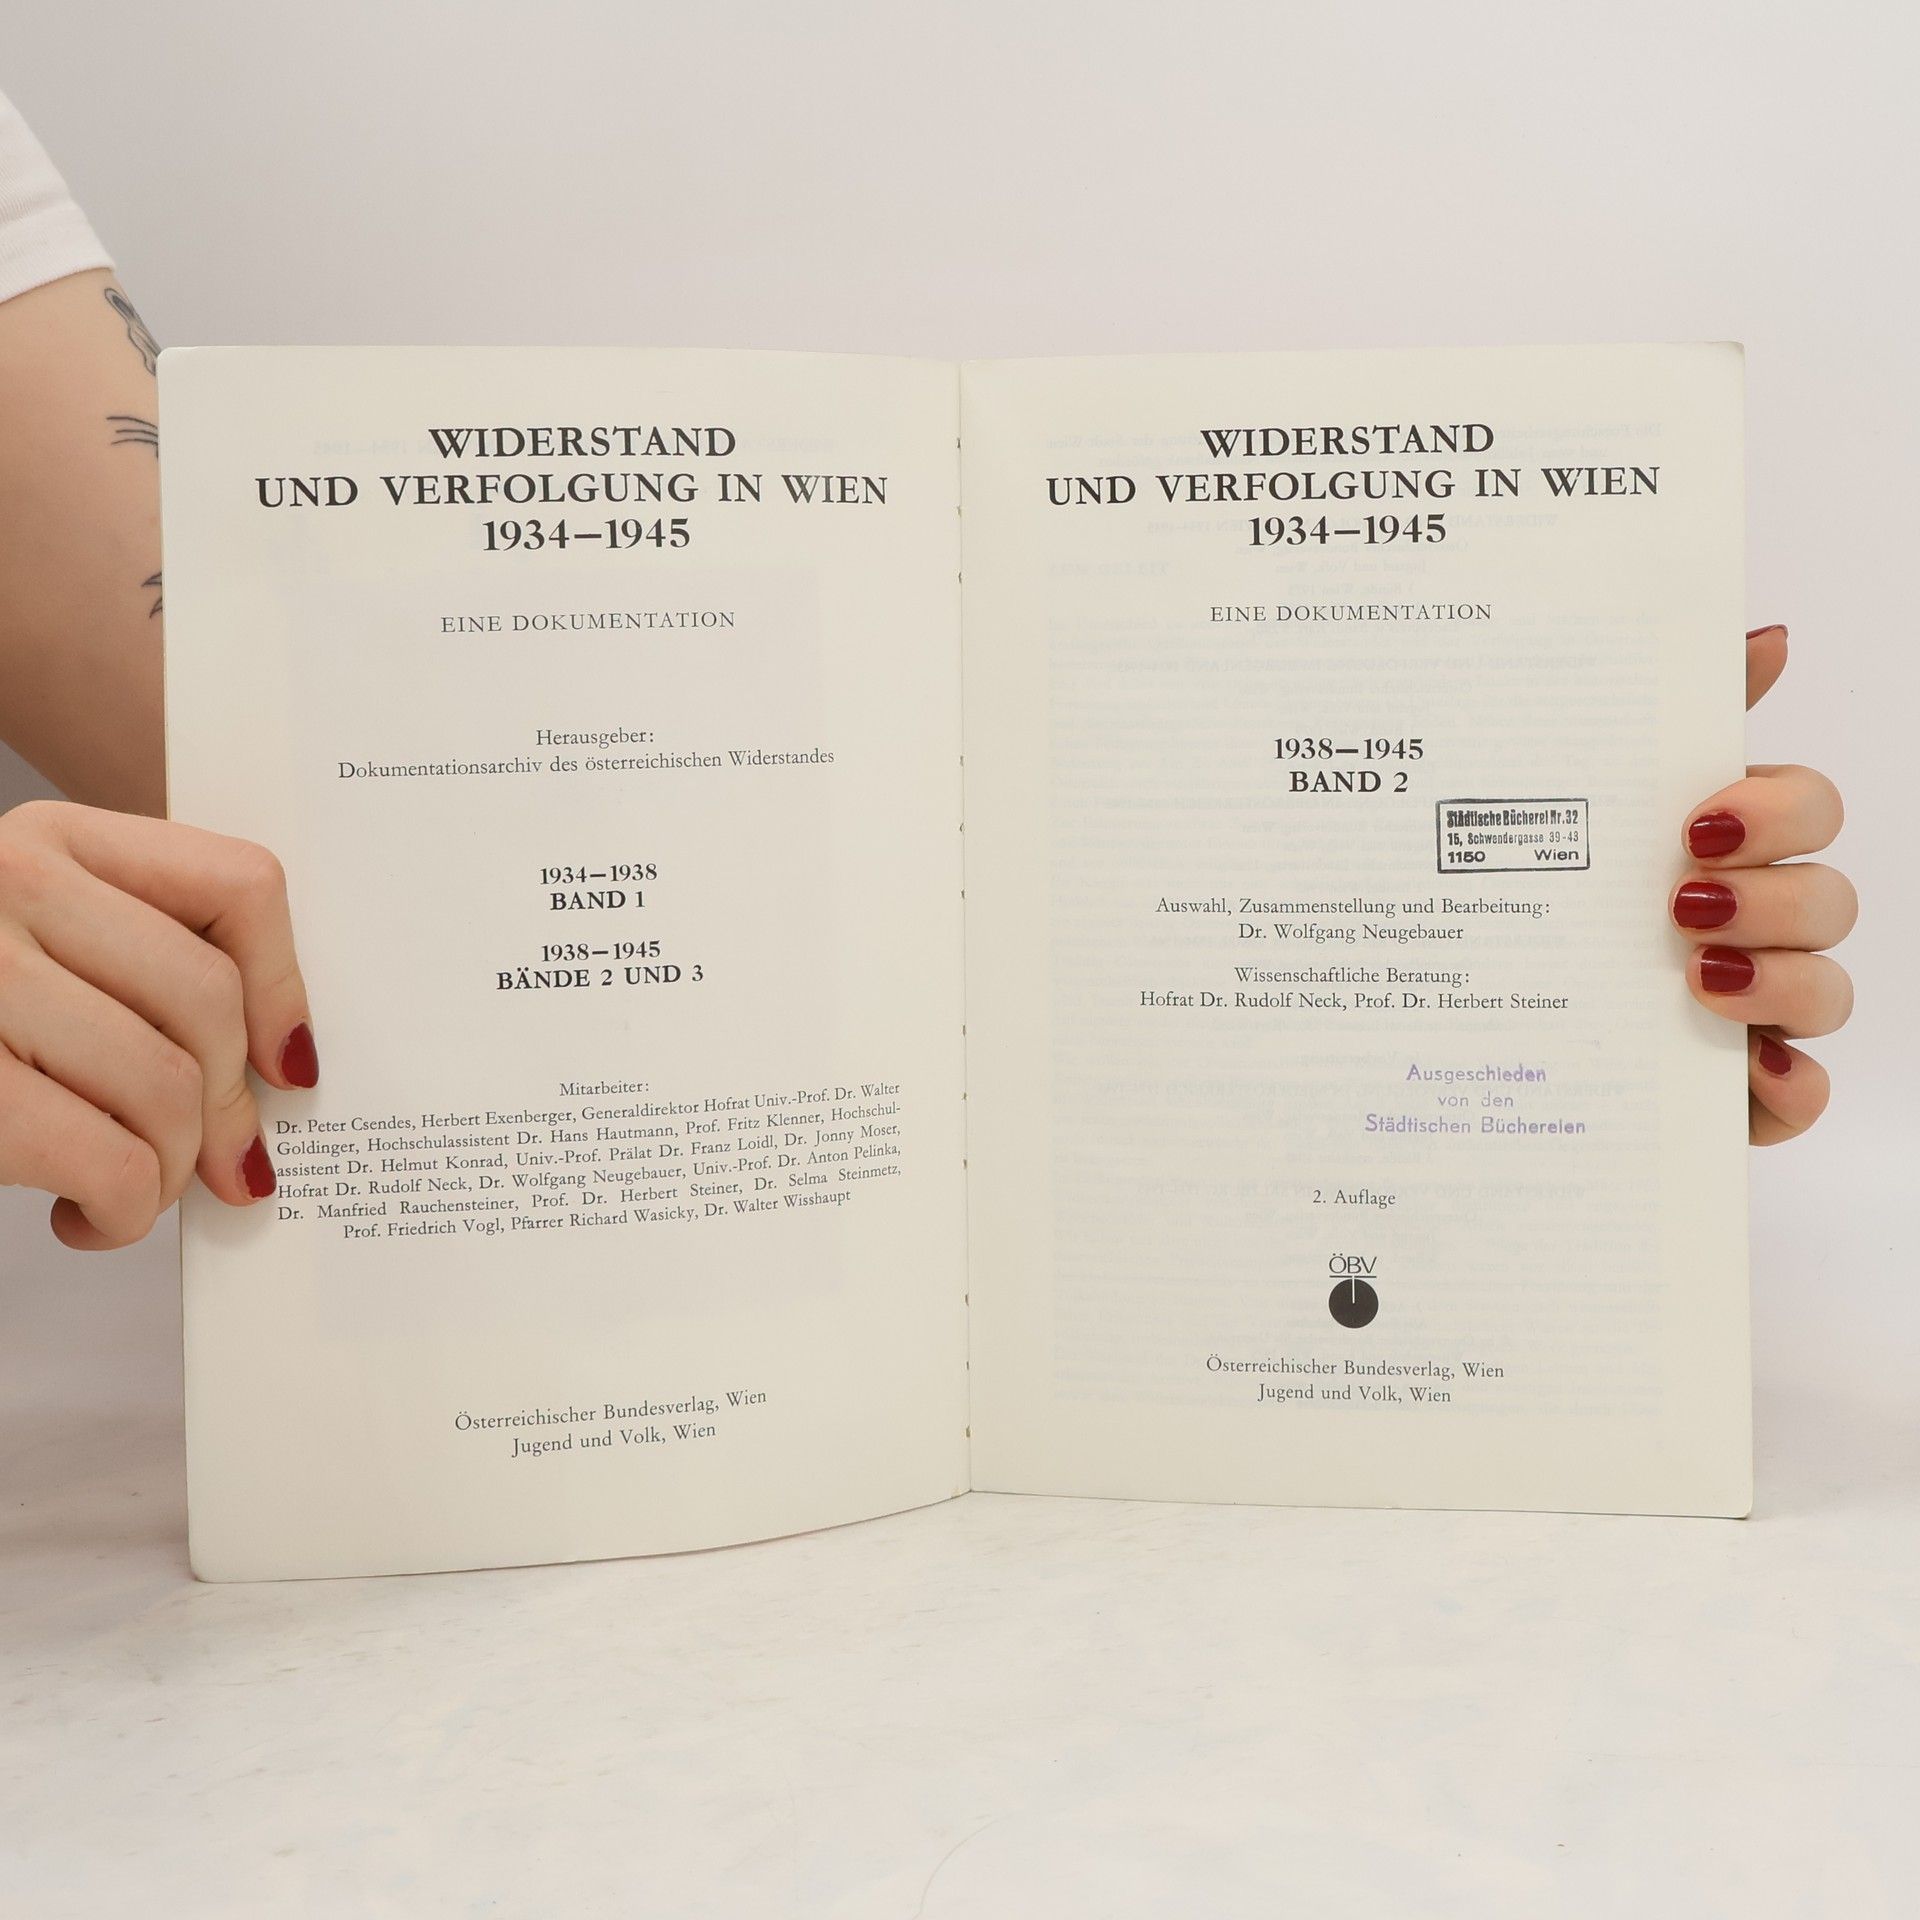 WIDERSTAND
UND VERFOLGUNG IN WIEN
1934–1945
EINE DOKUMENTATION
Herausgeber:
Dokumentationsarchiv des österreichischen Widerstandes
1934–1938
BAND 1
1938–1945
BÄNDE 2 UND 3
Mitarbeiter:
Dr. Peter Csendes, Herbert Exenberger, Generaldirektor Hofrat Univ.-Prof. Dr. Walter
Goldinger, Hochschulassistent Dr. Hans Hautmann, Prof. Fritz Klenner, Hochschul-
assistent Dr. Helmut Konrad, Univ.-Prof. Prälat Dr. Franz Loidl, Dr. Jonny Moser,
Hofrat Dr. Rudolf Neck, Dr. Wolfgang Neugebauer, Univ.-Prof. Dr. Anton Pelinka,
Dr. Manfried Rauchensteiner, Prof. Dr. Herbert Steiner, Dr. Selma Steinmetz,
Prof. Friedrich Vogl, Pfarrer Richard Wasicky, Dr. Walter Wisshaupt
Österreichischer Bundesverlag, Wien
Jugend und Volk, Wien
WIDERSTAND
UND VERFOLGUNG IN WIEN
1934–1945
EINE DOKUMENTATION
1938–1945
BAND 2
Städtische Bücherei Nr. 32
15, Schwendergasse 39-43
1150 Wien
Auswahl, Zusammenstellung und Bearbeitung:
Dr. Wolfgang Neugebauer
Wissenschaftliche Beratung:
Hofrat Dr. Rudolf Neck, Prof. Dr. Herbert Steiner
Ausgeschieden
von den
Städtischen Büchereien
2. Auflage
ÖBV
Österreichischer Bundesverlag, Wien
Jugend und Volk, Wien